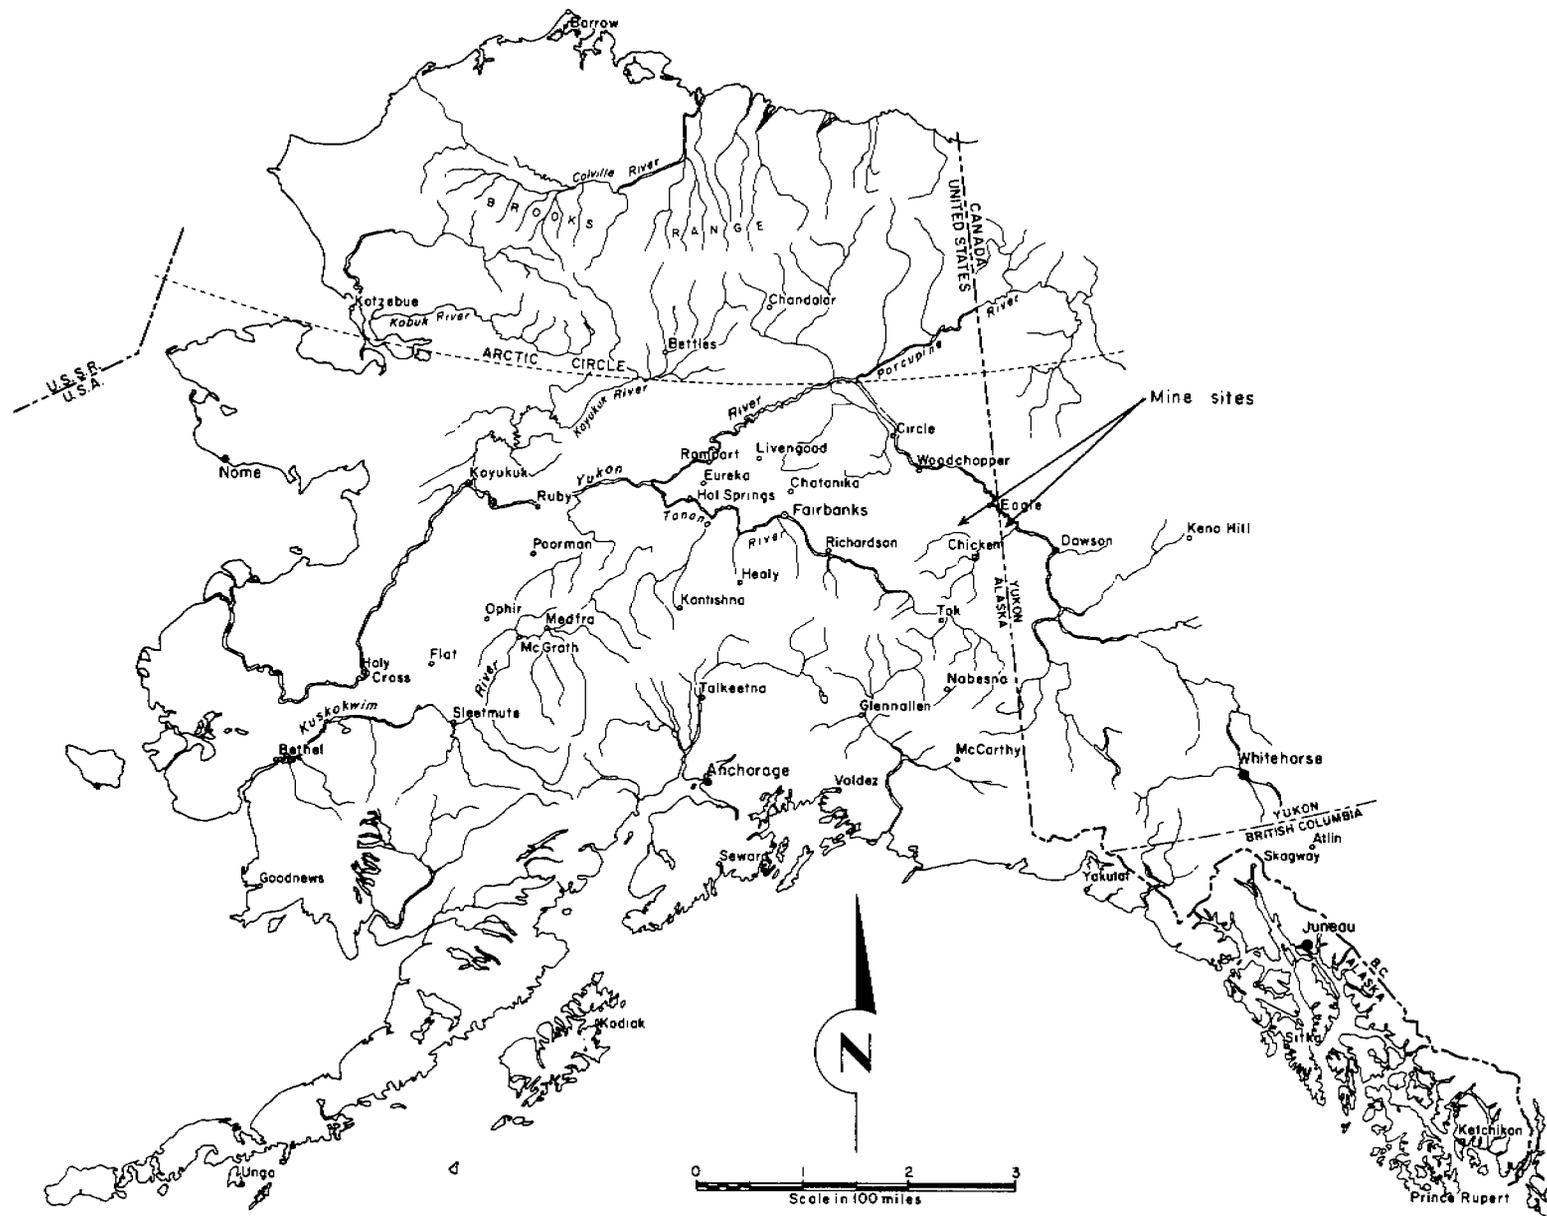 Barrow
Colville River
BROOKS
RANGE
CANADA
UNITED STATES
Kotzebue
Kobuk River
Chandalar
River
Porcupine
Bettles
ARCTIC CIRCLE
U.S.S.R.
U.S.A.
Koyukuk River
Mine sites
River
Circle
Rampart
Livengood
Woodchopper
Nome
Koyukuk
Yukon
Eureka
Chatanika
Ruby
Hot Springs
Eagle
Fairbanks
Tanana
River
Keno Hill
Poorman
Richardson
Chicken
Dawson
Healy
YUKON
ALASKA
Ophir
Kantishna
Medfra
Tok
McGrath
Flat
Holy
Cross
River
Nabesna
Talkeetna
Kuskokwim
Sleetmute
Glennallen
Bethel
McCarthy
Whitehorse
Anchorage
Valdez
YUKON
BRITISH COLUMBIA
Atlin
Seward
Skagway
Yakutat
Goodnews
Juneau
B.C.
ALASKA
Kodiak
N
Sitka
Ketchikan
Unga
0 1 2 3
Scale in 100 miles
Prince Rupert